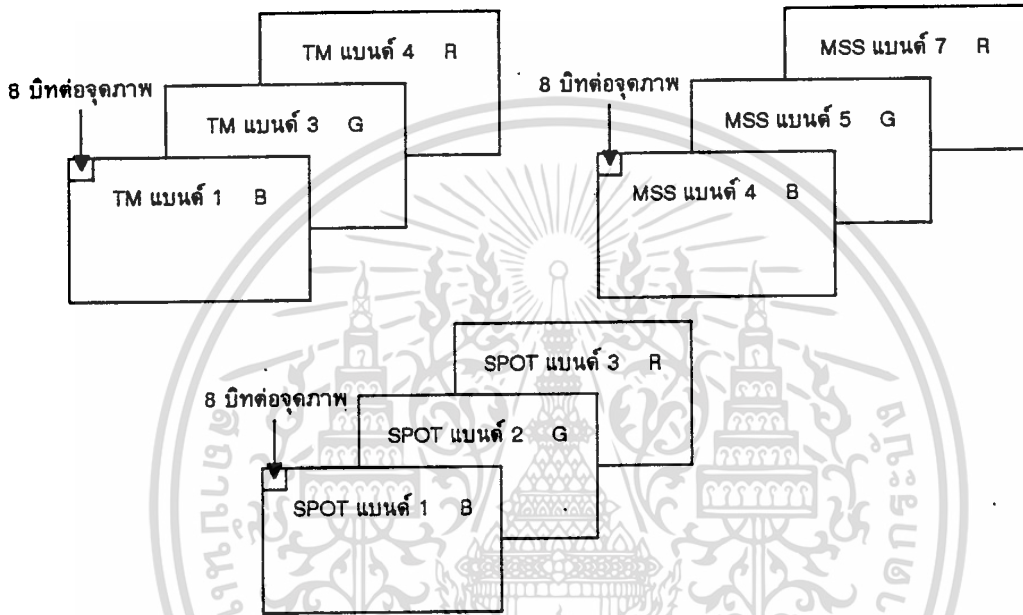 TM แบนด์ 4 R
8 บิทต่อจุดภาพ
TM แบนด์ 3 G
TM แบนด์ 1 B
MSS แบนด์ 7 R
8 บิทต่อจุดภาพ
MSS แบนด์ 5 G
MSS แบนด์ 4 B
SPOT แบนด์ 3 R
8 บิทต่อจุดภาพ
SPOT แบนด์ 2 G
SPOT แบนด์ 1 B